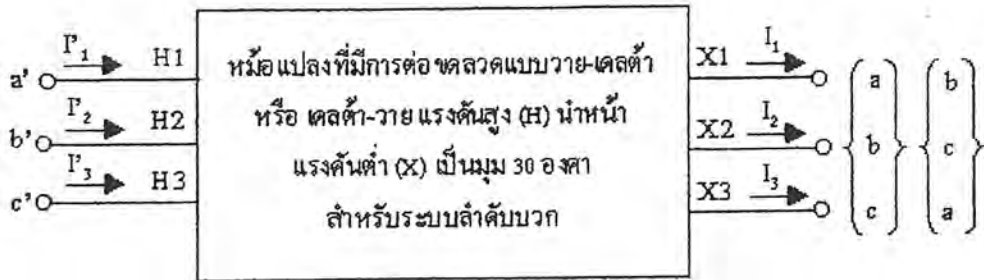 I'1 H1
a'
I'2 H2
b'
I'3 H3
c'
หม้อแปลงที่มีการต่อขดลวดแบบวาย-เดลต้า
หรือ เดลต้า-วาย แรงดันสูง (H) นำหน้า
แรงดันต่ำ (X) เป็นมุม 30 องศา
สำหรับระบบลำดับบวก
X1 I1
X2 I2
X3 I3
a b
b c
c a